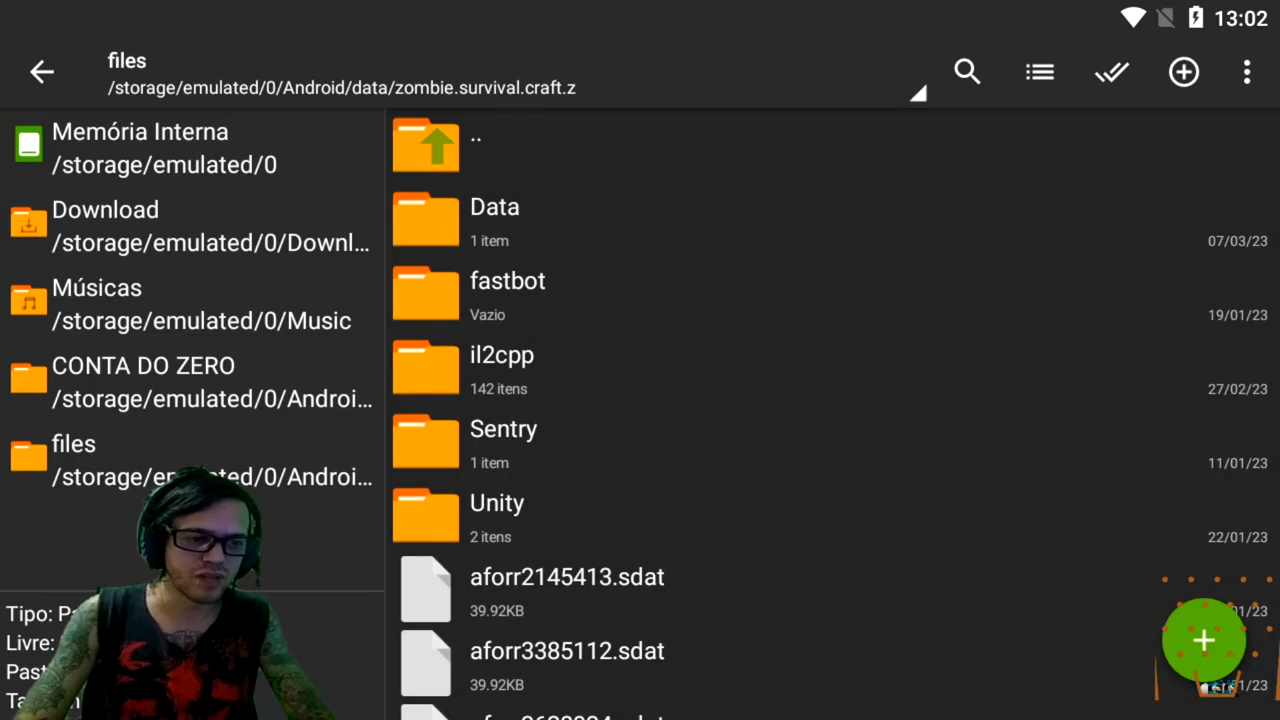 13:02
files
/storage/emulated/0/Android/data/zombie.survival.craft.z
Memória Interna
/storage/emulated/0
Download
/storage/emulated/0/Downl...
Músicas
/storage/emulated/0/Music
CONTA DO ZERO
/storage/emulated/0/Androi...
files
/storage/emulated/0/Androi...
Tipo:
Livre:
..
Data
1 item
07/03/23
fastbot
Vazio
19/01/23
il2cpp
142 itens
27/02/23
Sentry
1 item
11/01/23
Unity
2 itens
22/01/23
aforr2145413.sdat
39.92KB
aforr3385112.sdat
39.92KB